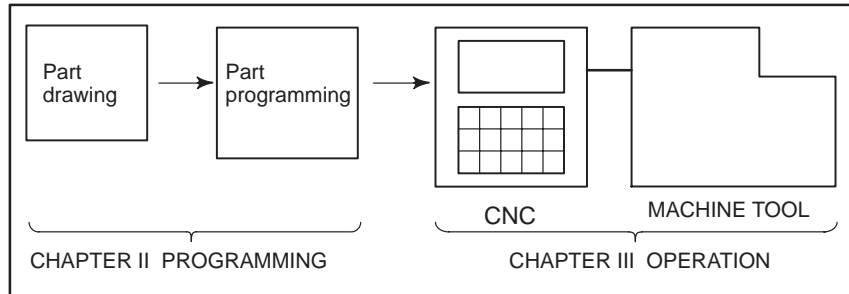 Part
drawing
Part
programming
CNC
MACHINE TOOL
CHAPTER II  PROGRAMMING
CHAPTER III  OPERATION